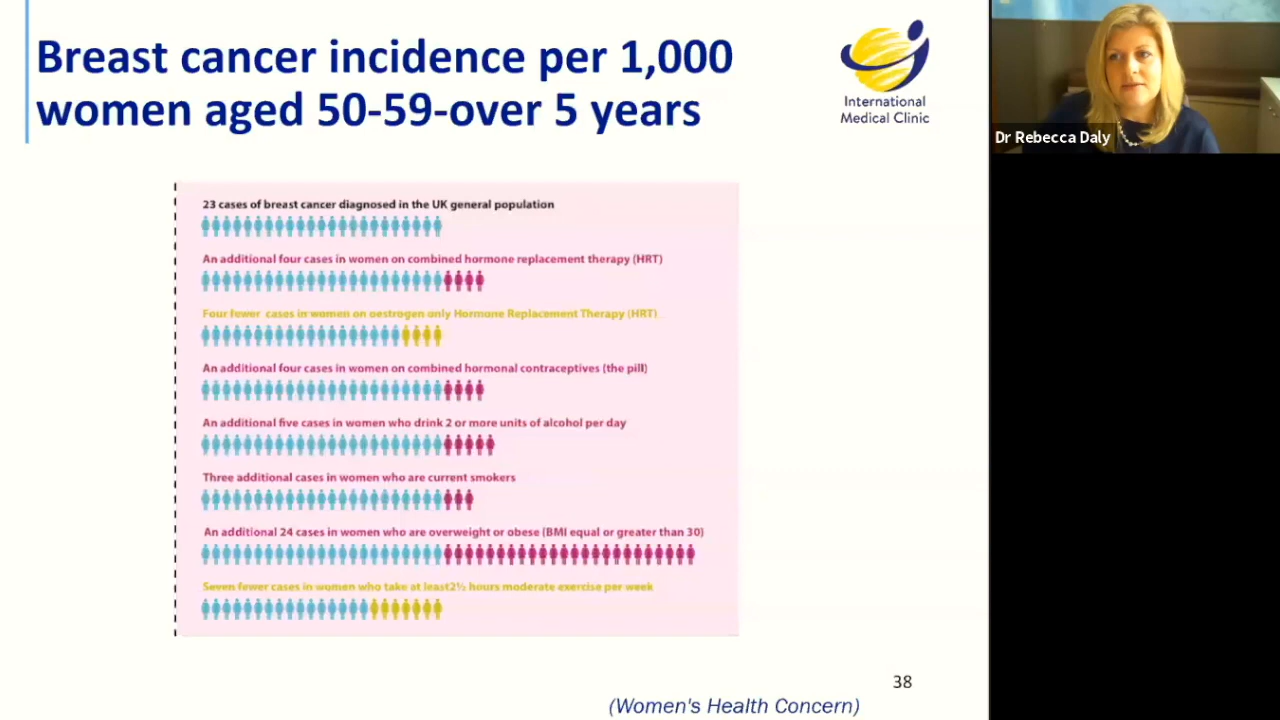 Breast cancer incidence per 1,000
women aged 50-59-over 5 years
International
Medical Clinic
Dr Rebecca Daly
23 cases of breast cancer diagnosed in the UK general population
An additional four cases in women on combined hormone replacement therapy (HRT)
Four fewer cases in women on oestrogen only Hormone Replacement Therapy (HRT)
An additional four cases in women on combined hormonal contraceptives (the pill)
An additional five cases in women who drink 2 or more units of alcohol per day
Three additional cases in women who are current smokers
An additional 24 cases in women who are overweight or obese (BMI equal or greater than 30)
Seven fewer cases in women who take at least2½ hours moderate exercise per week
38
(Women's Health Concern)